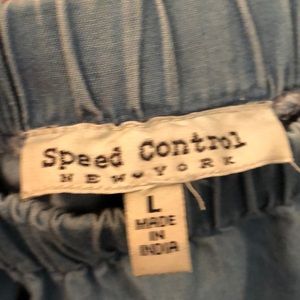 Speed Control
NEW♥YORK
L
MADE
IN
INDIA